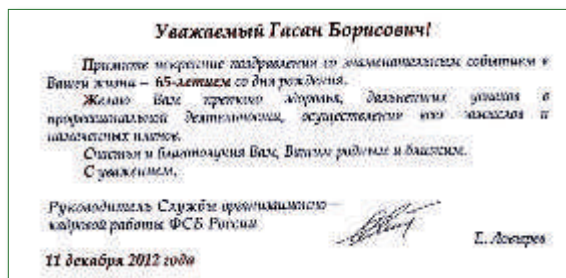 Уважаемый Гасан Борисович!
Примите искренние поздравления со знаменательным событием в
Вашей жизни – 65-летием со дня рождения.
Желаю Вам крепкого здоровья, дальнейших успехов в
профессиональной деятельности, осуществления всех замыслов и
намеченных планов.
Счастья и благополучия Вам, Вашим родным и близким.
С уважением,
Руководитель Службы организационно-
кадровой работы ФСБ России
Е. Ловырев
11 декабря 2012 года